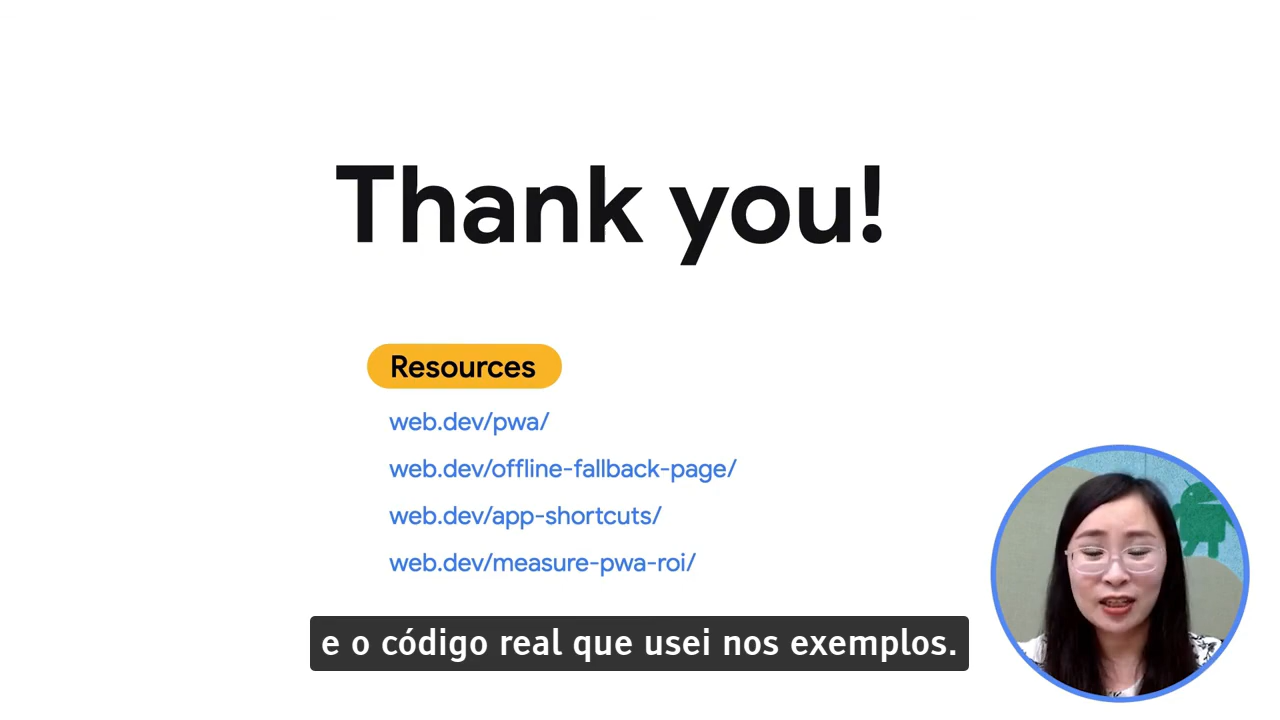 Thank you!
Resources
web.dev/pwa/
web.dev/offline-fallback-page/
web.dev/app-shortcuts/
web.dev/measure-pwa-roi/
e o código real que usei nos exemplos.